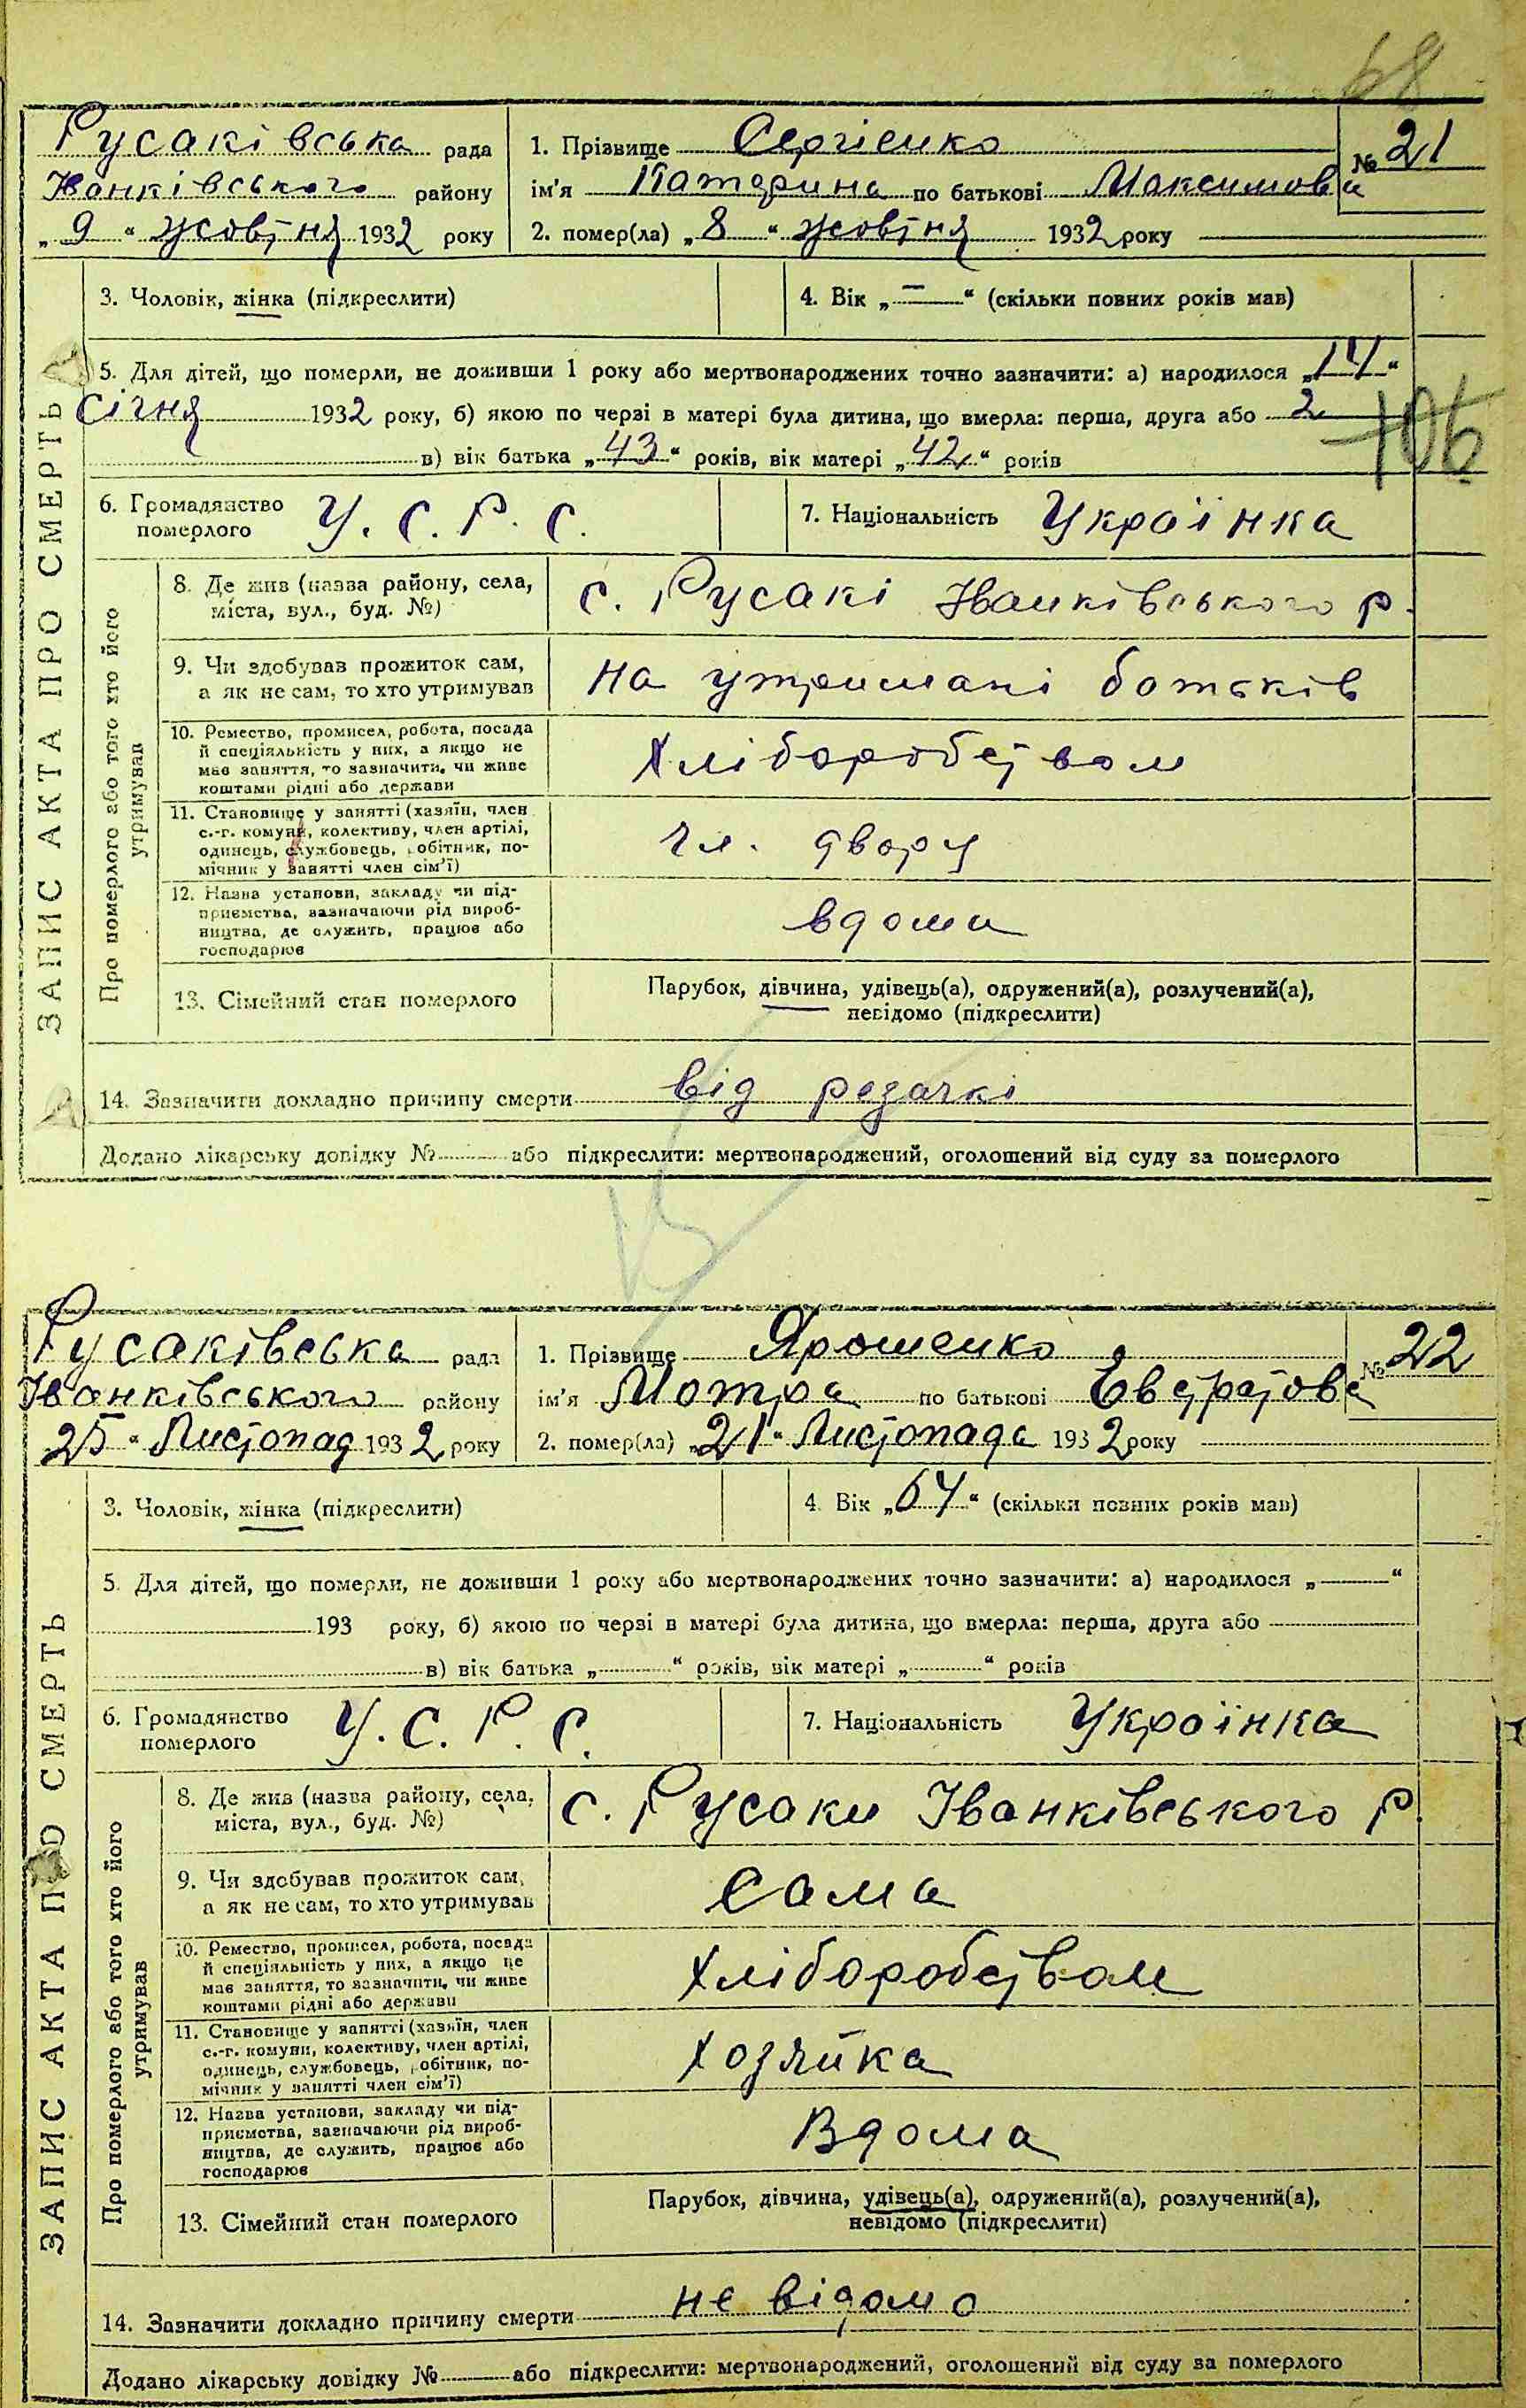 68
Русаківська рада
Іванківського району
„9“ жовтня 1932 року
1. Прізвище Сергієнко
№ 21
ім'я Катерина по батькові Максимова
2. помер(ла) „8“ жовтня 1932 року
ЗАПИС АКТА ПРО СМЕРТЬ
3. Чоловік, жінка (підкреслити)
4. Вік „—“ (скільки повних років мав)
5. Для дітей, що померли, не доживши 1 року або мертвонароджених точно зазначити: а) народилося
січня 1932 року, б) якою по черзі в матері була дитина, що вмерла: перша, друга або 2
106
в) вік батька „43“ років, вік матері „42“ років
6. Громадянство померлого У. С. Р. С.
7. Національність Українка
Про померлого або того хто його утримував
8. Де жив (назва району, села, міста, вул., буд. №) с. Русакі Іванківського р.
9. Чи здобував прожиток сам, а як не сам, то хто утримував на утримані батьків
10. Ремество, промисел, робота, посада й спеціяльність у них, а якщо не мав заняття, то зазначити, чи живе коштами рідні або держави Хліборобством
11. Становище у занятті (хазяїн, член с.-г. комуни, колективу, член артілі, одинець, службовець, робітник, помічник у занятті член сім'ї) чл. двору
12. Назва установи, закладу чи підприємства, зазначаючи рід виробництва, де служить, працює або господарює вдома
13. Сімейний стан померлого Парубок, дівчина, удівець(а), одружений(а), розлучений(а), невідомо (підкреслити)
14. Зазначити докладно причину смерти від резачкі
Додано лікарську довідку № або підкреслити: мертвонароджений, оголошений від суду за померлого
Русаківська рада
Іванківського району
25 „ Листопад 1932 року
1. Прізвище Ярошенко
№ 22
ім'я Мотра по батькові Євстратова
2. помер(ла) „21“ Листопада 1932 року
ЗАПИС АКТА ПРО СМЕРТЬ
3. Чоловік, жінка (підкреслити)
4. Вік „64“ (скільки повних років мав)
5. Для дітей, що померли, не доживши 1 року або мертвонароджених точно зазначити: а) народилося „—“
193 року, б) якою по черзі в матері була дитина, що вмерла: перша, друга або
в) вік батька „ “ років, вік матері „ “ років
6. Громадянство померлого У. С. Р. С.
7. Національність Українка
Про померлого або того хто його утримував
8. Де жив (назва району, села, міста, вул., буд. №) с. Русаки Іванківського р
9. Чи здобував прожиток сам, а як не сам, то хто утримував Сама
10. Ремество, промисел, робота, посада й спеціяльність у них, а якщо не мав заняття, то зазначити, чи живе коштами рідні або держави Хліборобством
11. Становище у занятті (хазяїн, член с.-г. комуни, колективу, член артілі, одинець, службовець, робітник, помічник у занятті член сім'ї) Хозяйка
12. Назва установи, закладу чи підприємства, зазначаючи рід виробництва, де служить, працює або господарює Вдома
13. Сімейний стан померлого Парубок, дівчина, удівець(а), одружений(а), розлучений(а), невідомо (підкреслити)
14. Зазначити докладно причину смерти не відомо
Додано лікарську довідку № або підкреслити: мертвонароджений, оголошений від суду за померлого